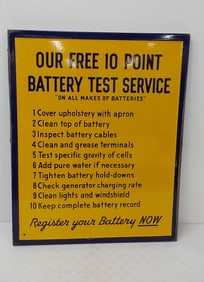 OUR FREE 10 POINT
BATTERY TEST SERVICE
"ON ALL MAKES OF BATTERIES"
1 Cover upholstery with apron
2 Clean top of battery
3 Inspect battery cables
4 Clean and grease terminals
5 Test specific gravity of cells
6 Add pure water if necessary
7 Tighten battery hold-downs
8 Check generator charging rate
9 Clean lights and windshield
10 Keep complete battery record
Register your Battery NOW